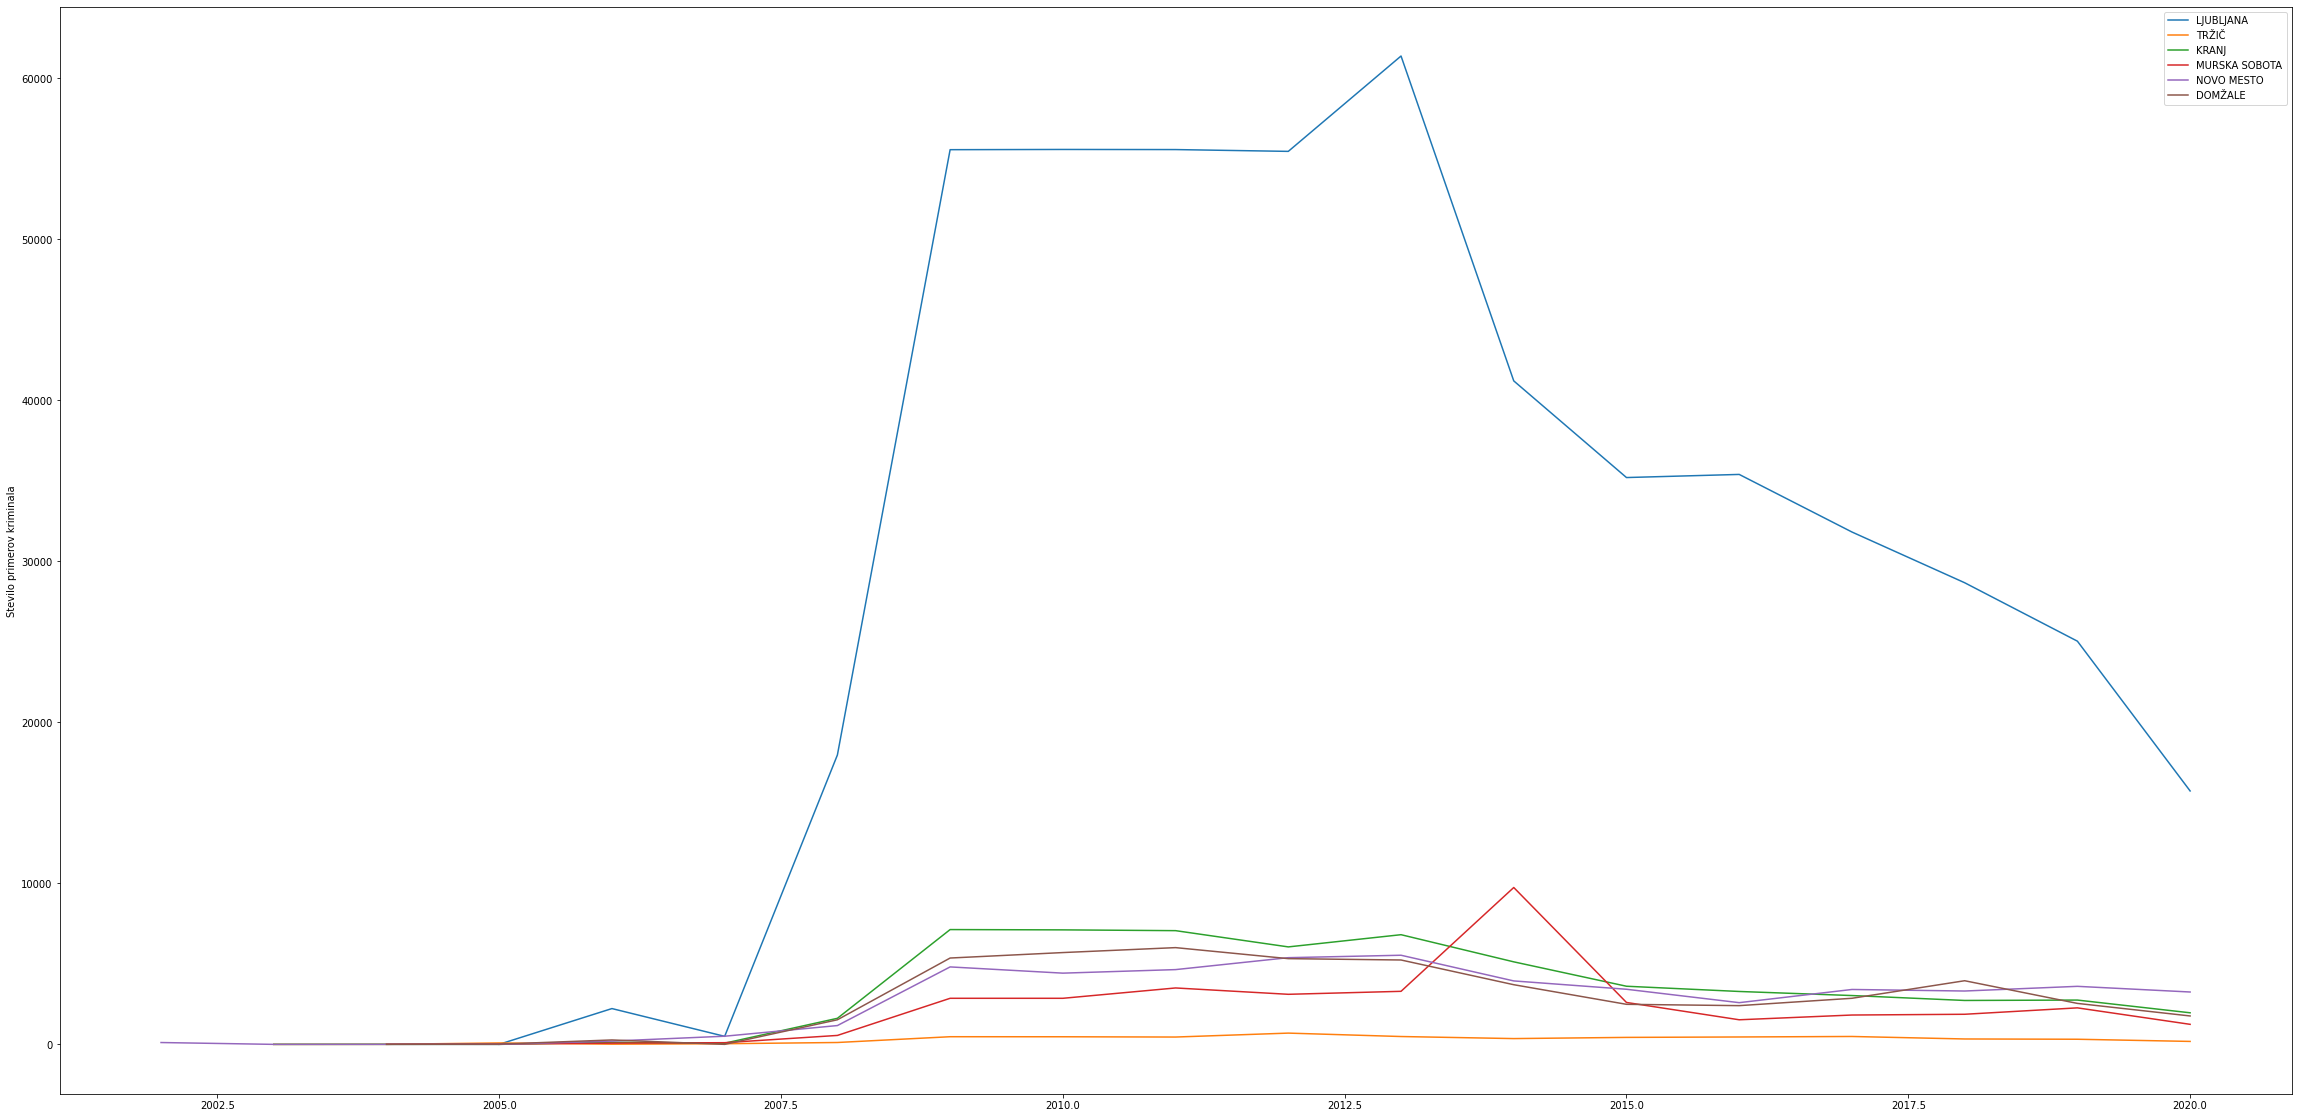 LJUBLJANA
TRŽIČ
KRANJ
MURSKA SOBOTA
NOVO MESTO
DOMŽALE
60000
50000
40000
30000
20000
10000
0
Stevilo primerov kriminala
2002.5 2005.0 2007.5 2010.0 2012.5 2015.0 2017.5 2020.0